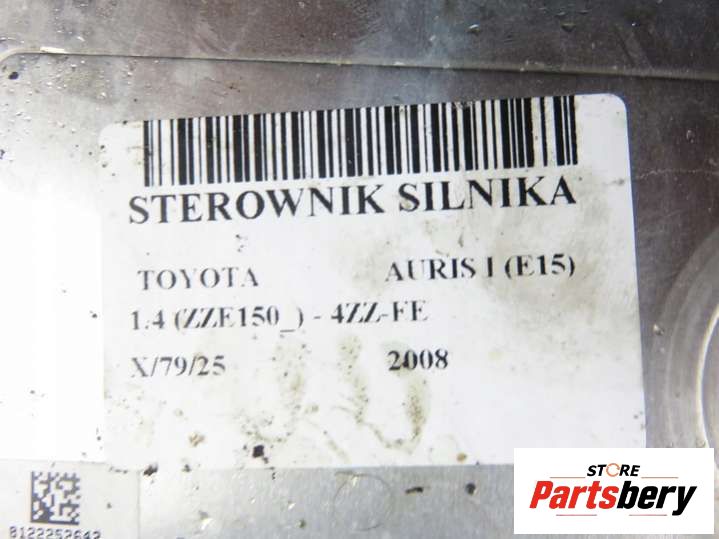 STEROWNIK SILNIKA
TOYOTA AURIS I (E15)
1.4 (ZZE150_) - 4ZZ-FE
X/79/25 2008
STORE
Partsbery